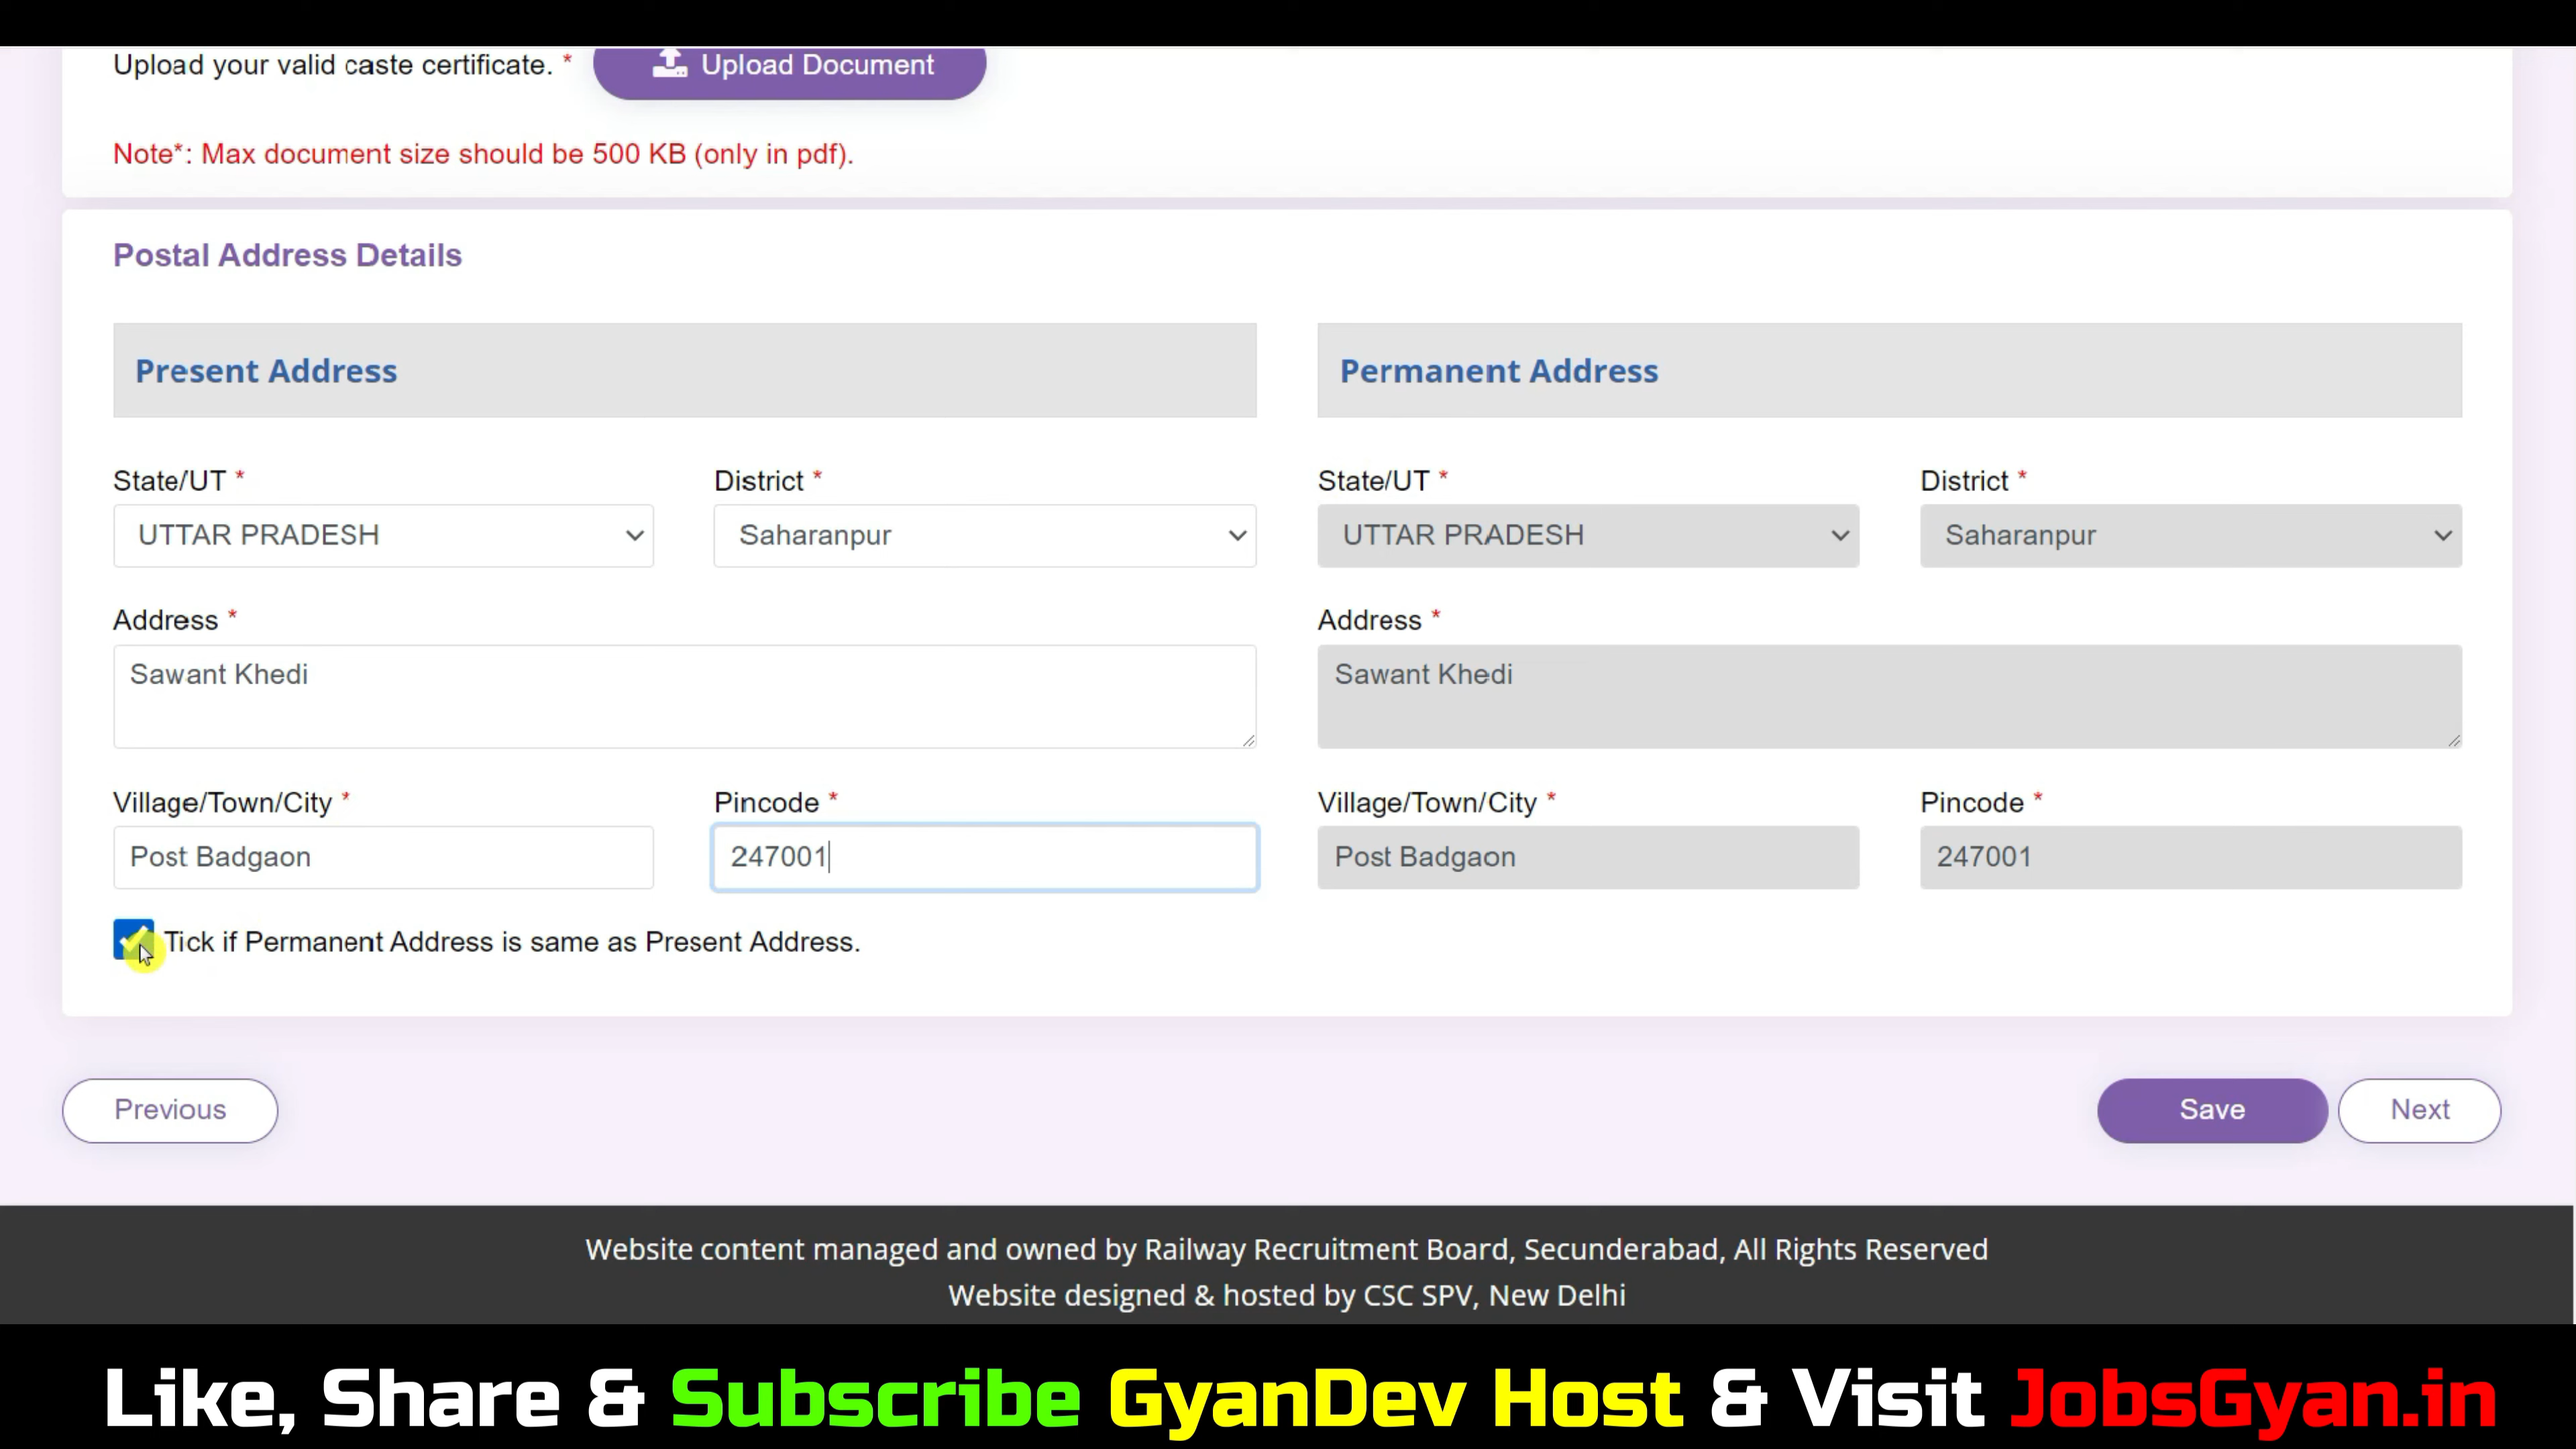 Upload your valid caste certificate. * Upload Document
Note*: Max document size should be 500 KB (only in pdf).
Postal Address Details
Present Address Permanent Address
State/UT * District * State/UT * District *
UTTAR PRADESH Saharanpur UTTAR PRADESH Saharanpur
Address * Address *
Sawant Khedi Sawant Khedi
Village/Town/City * Pincode * Village/Town/City * Pincode *
Post Badgaon 247001 Post Badgaon 247001
Tick if Permanent Address is same as Present Address.
Previous Save Next
Website content managed and owned by Railway Recruitment Board, Secunderabad, All Rights Reserved
Website designed & hosted by CSC SPV, New Delhi
Like, Share & Subscribe GyanDev Host & Visit JobsGyan.in